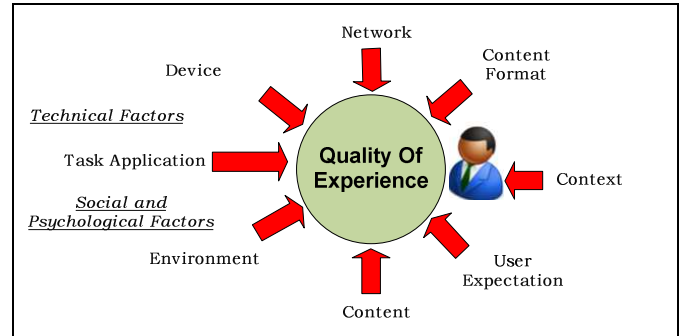 Network
Content
Format
Device
Technical Factors
Task Application
Quality Of
Experience
Context
Social and
Psychological Factors
Environment
User
Expectation
Content